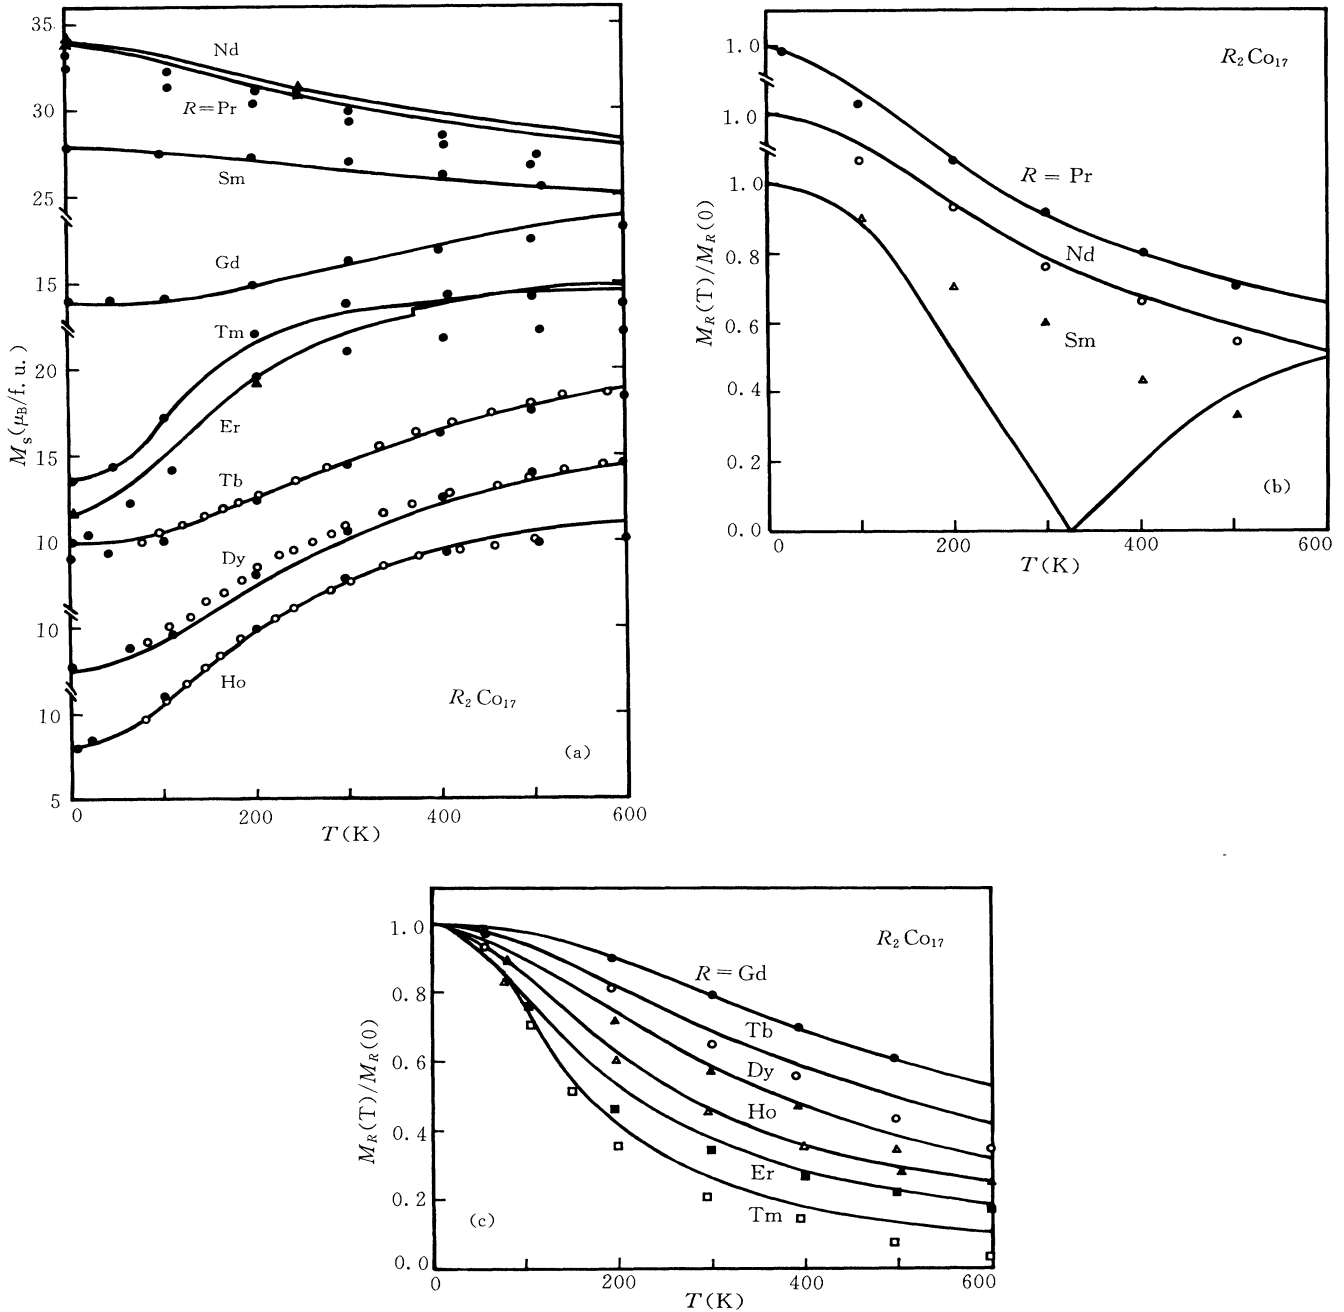 35
Nd
30
R=Pr
Sm
25
Gd
15
Tm
20
Er
15
Tb
10
Dy
10
Ho
R₂Co₁₇
10
(a)
5
0 200 400 600
T(K)
Mₛ(μ_B/f. u.)
1.0
R₂Co₁₇
1.0
R = Pr
1.0
Nd
0.8
0.6
Sm
0.4
0.2
(b)
0.0
0 200 400 600
T(K)
M_R(T)/M_R(0)
1.0
R₂Co₁₇
R=Gd
0.8
Tb
0.6
Dy
Ho
0.4
Er
0.2
Tm
(c)
0.0
0 200 400 600
T(K)
M_R(T)/M_R(0)